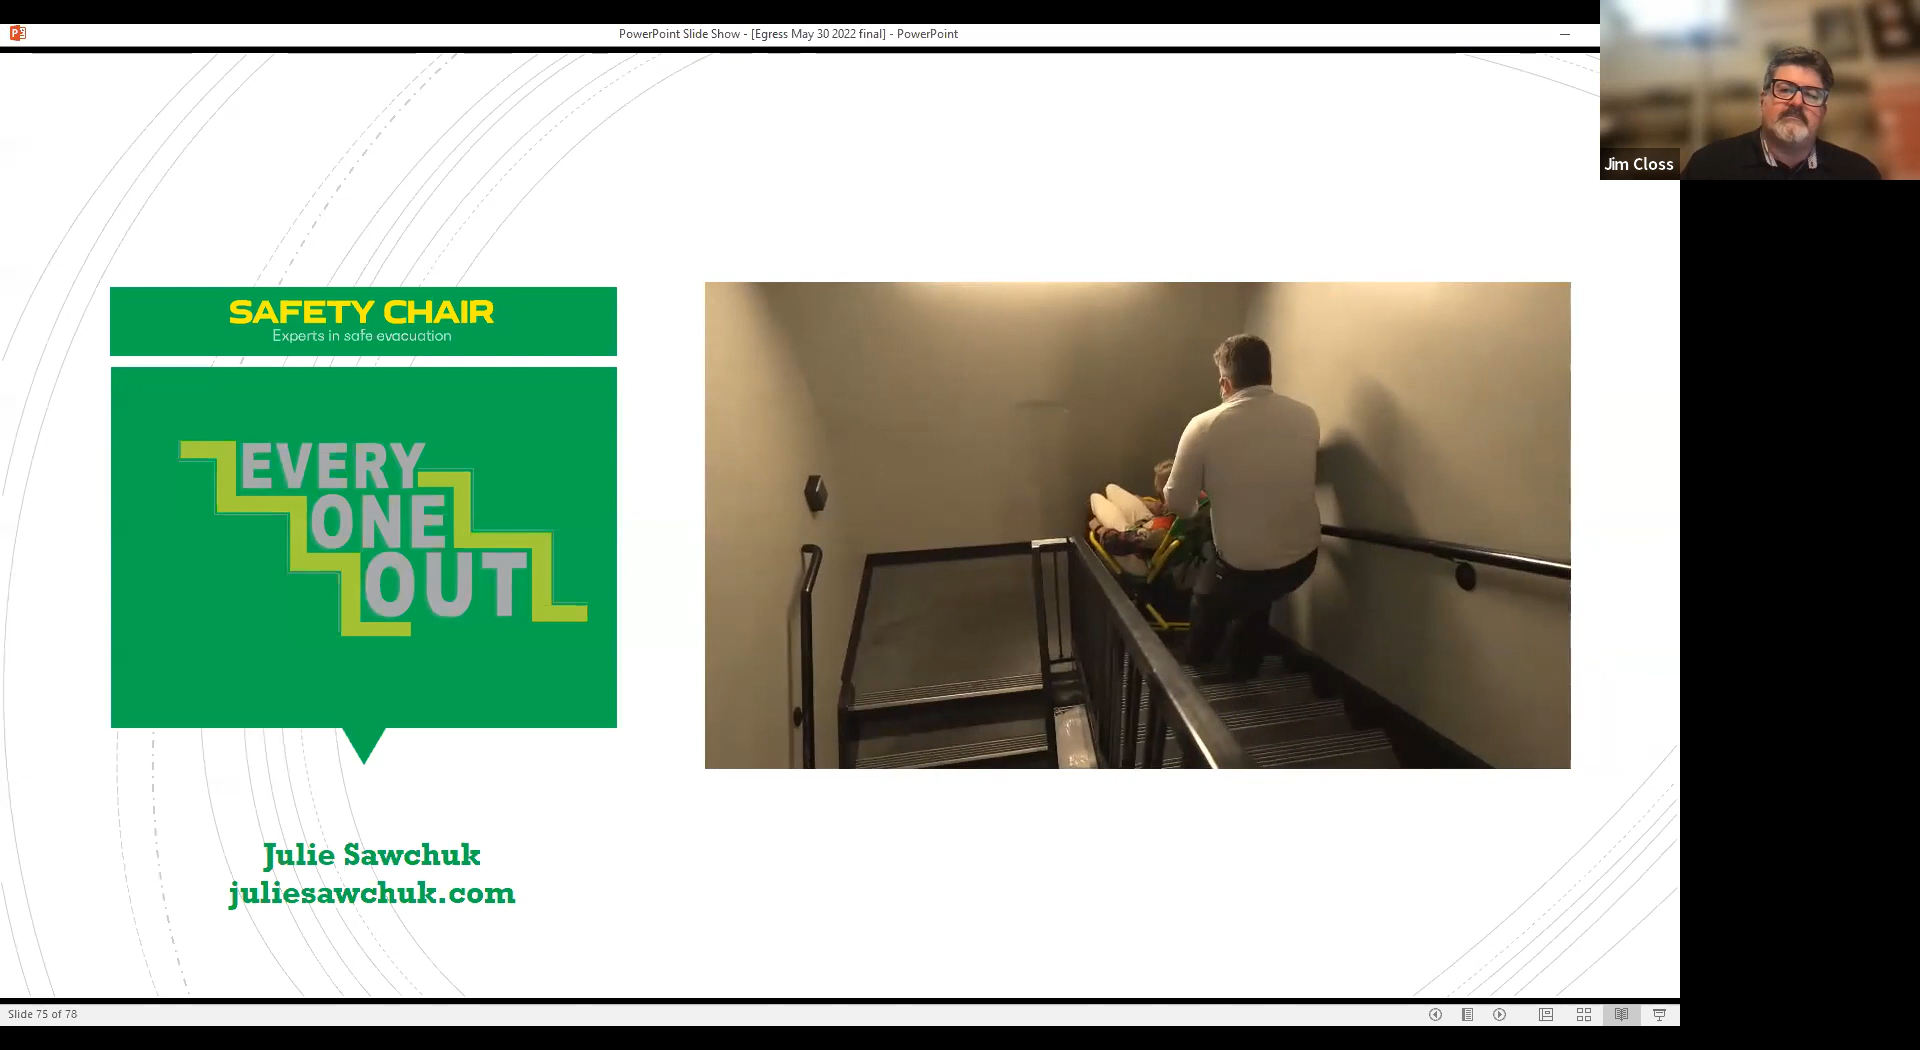 PowerPoint Slide Show - [Egress May 30 2022 final] - PowerPoint
Jim Closs
SAFETY CHAIR
Experts in safe evacuation
EVERY
ONE
OUT
Julie Sawchuk
juliesawchuk.com
Slide 75 of 78